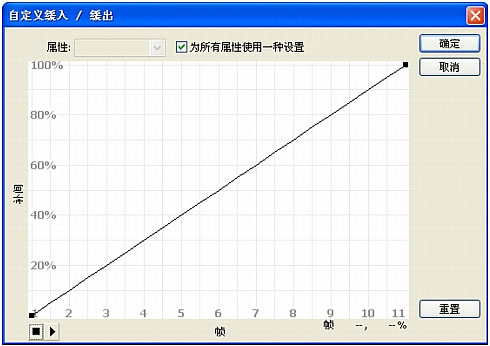 自定义缓入 / 缓出
属性:
为所有属性使用一种设置
确定
取消
100%
80%
60%
40%
20%
补间
1 2 3 4 5 6 7 8 9 10 11
帧
帧 --, --%
重置